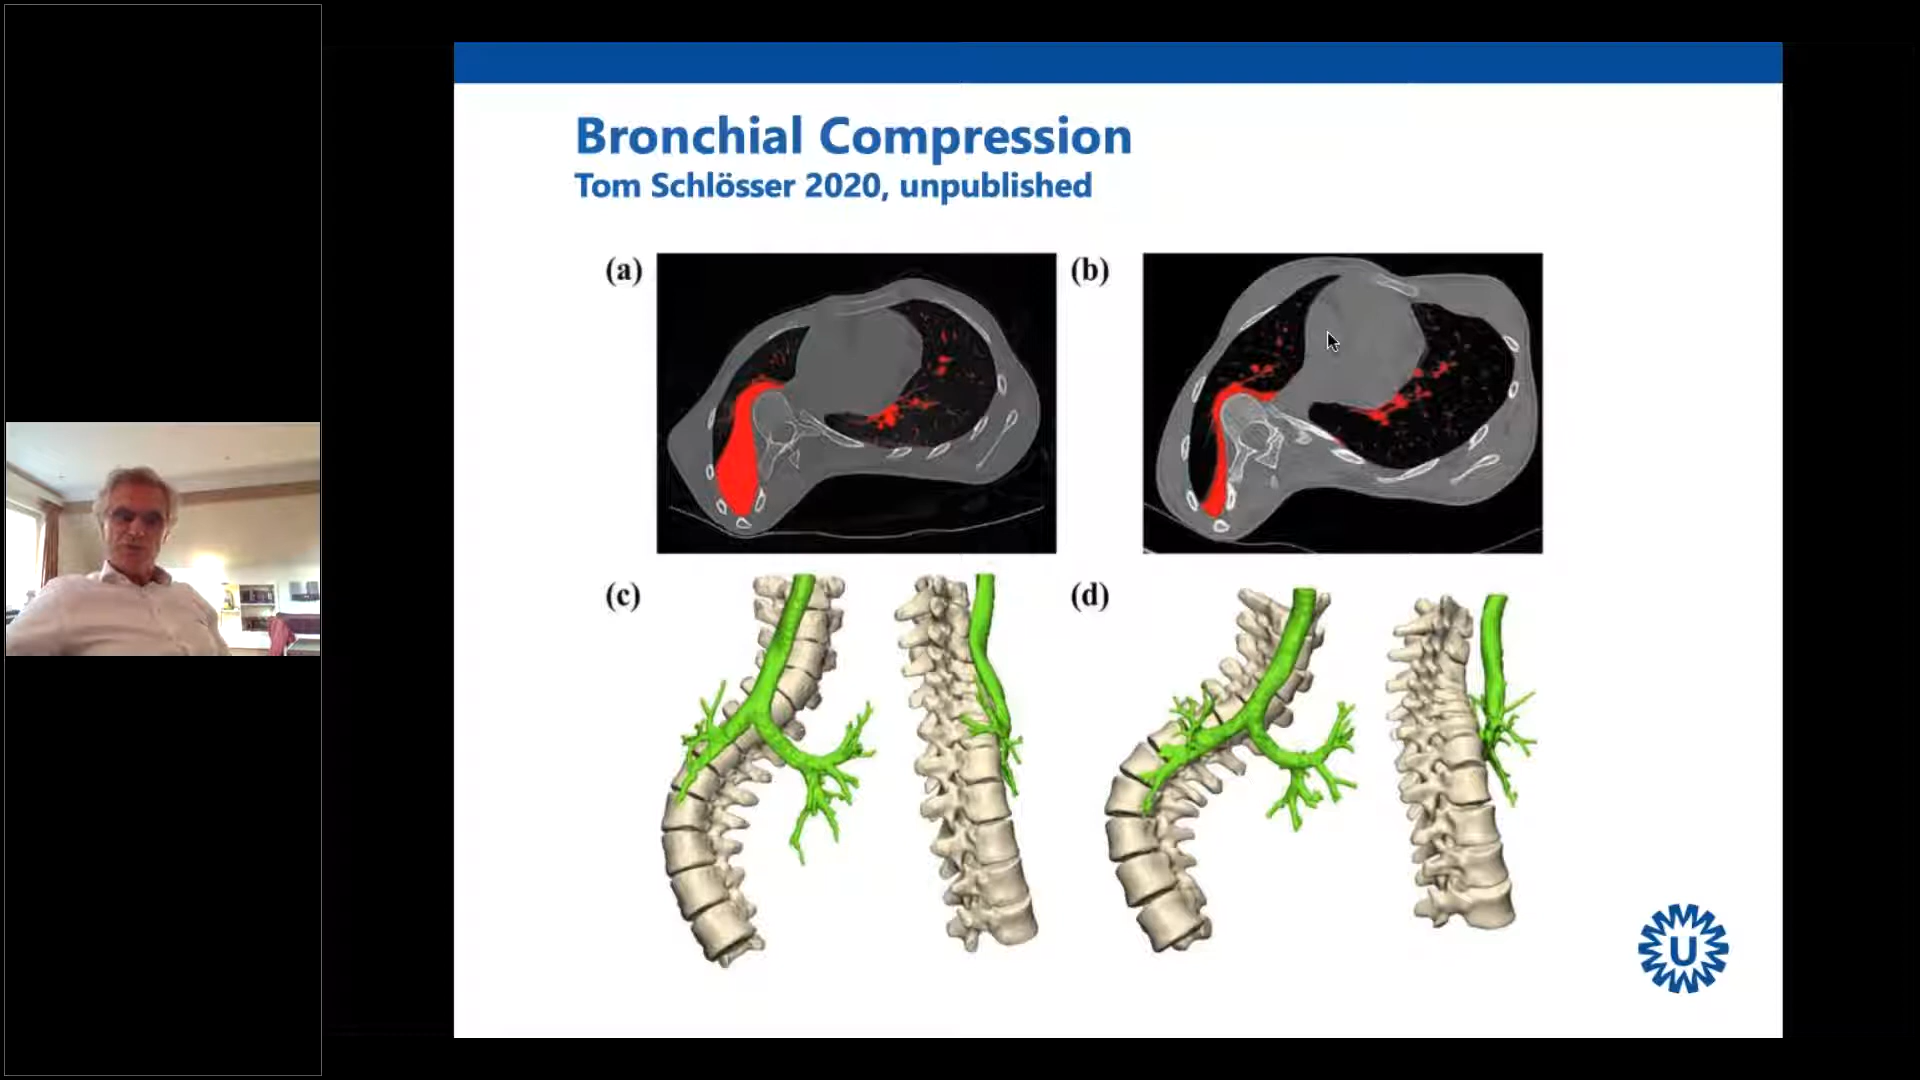 Bronchial Compression
Tom Schlösser 2020, unpublished
(a)
(b)
(c)
(d)
U